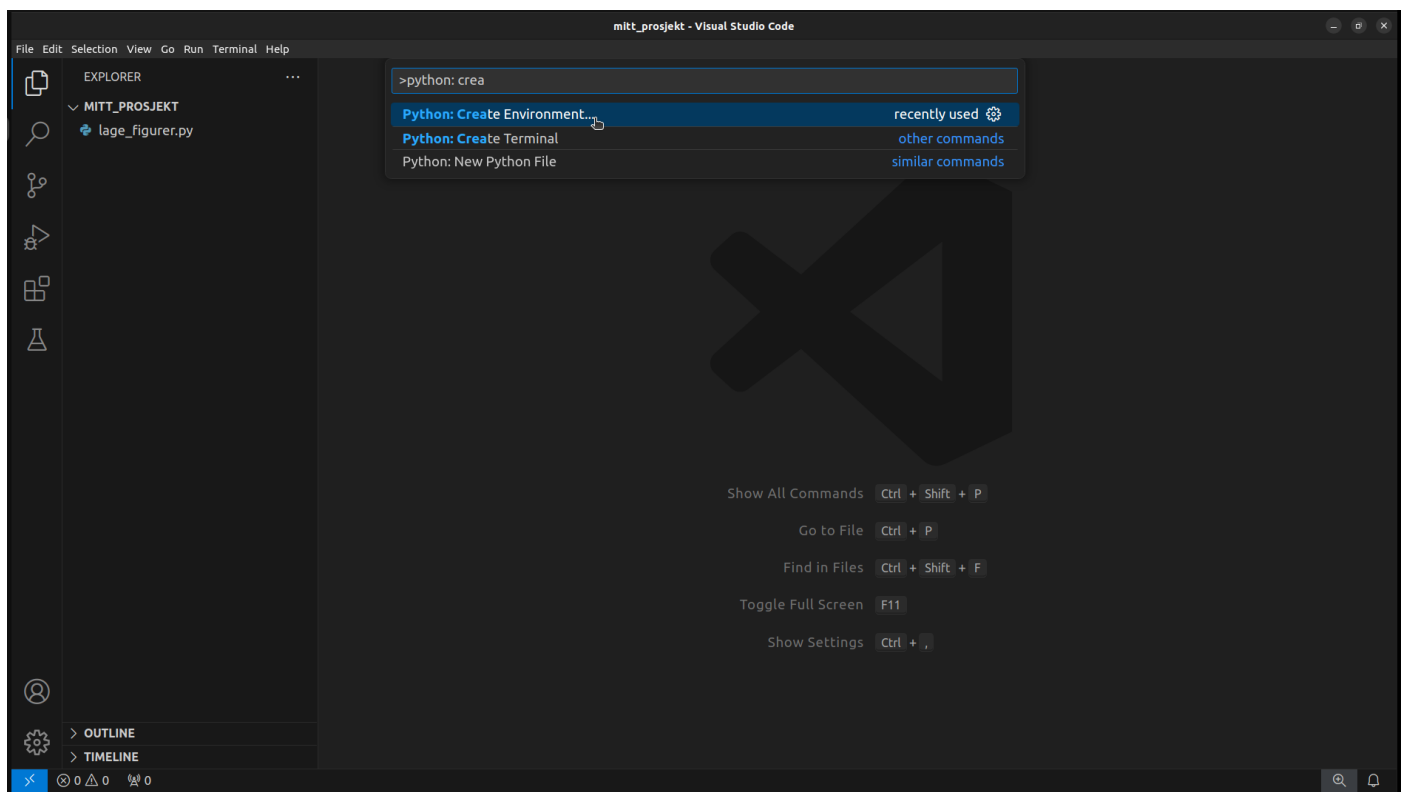 mitt_prosjekt - Visual Studio Code
File Edit Selection View Go Run Terminal Help
EXPLORER
MITT_PROSJEKT
lage_figurer.py
>python: crea
Python: Create Environment... recently used
Python: Create Terminal other commands
Python: New Python File similar commands
Show All Commands Ctrl + Shift + P
Go to File Ctrl + P
Find in Files Ctrl + Shift + F
Toggle Full Screen F11
Show Settings Ctrl + ,
OUTLINE
TIMELINE
0 0 0